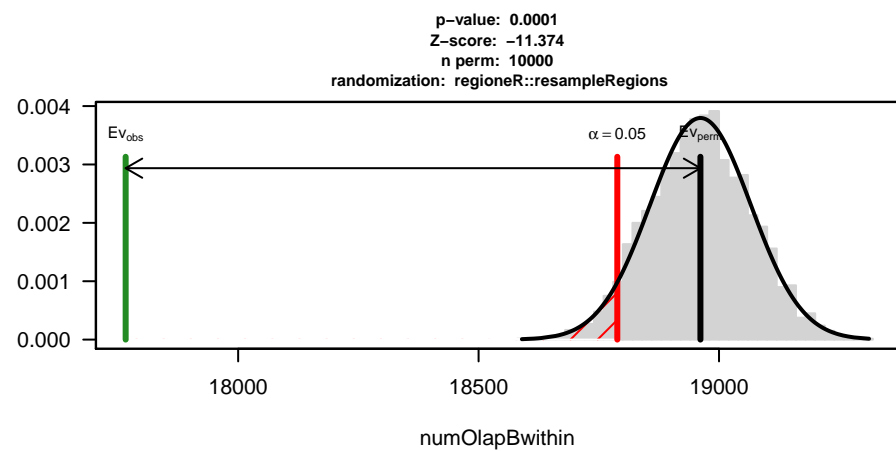 p−value: 0.0001
Z−score: −11.374
n perm: 10000
randomization: regioneR::resampleRegions
0.004
Evobs
α = 0.05
Evperm
0.003
0.002
0.001
0.000
18000
18500
19000
numOlapBwithin